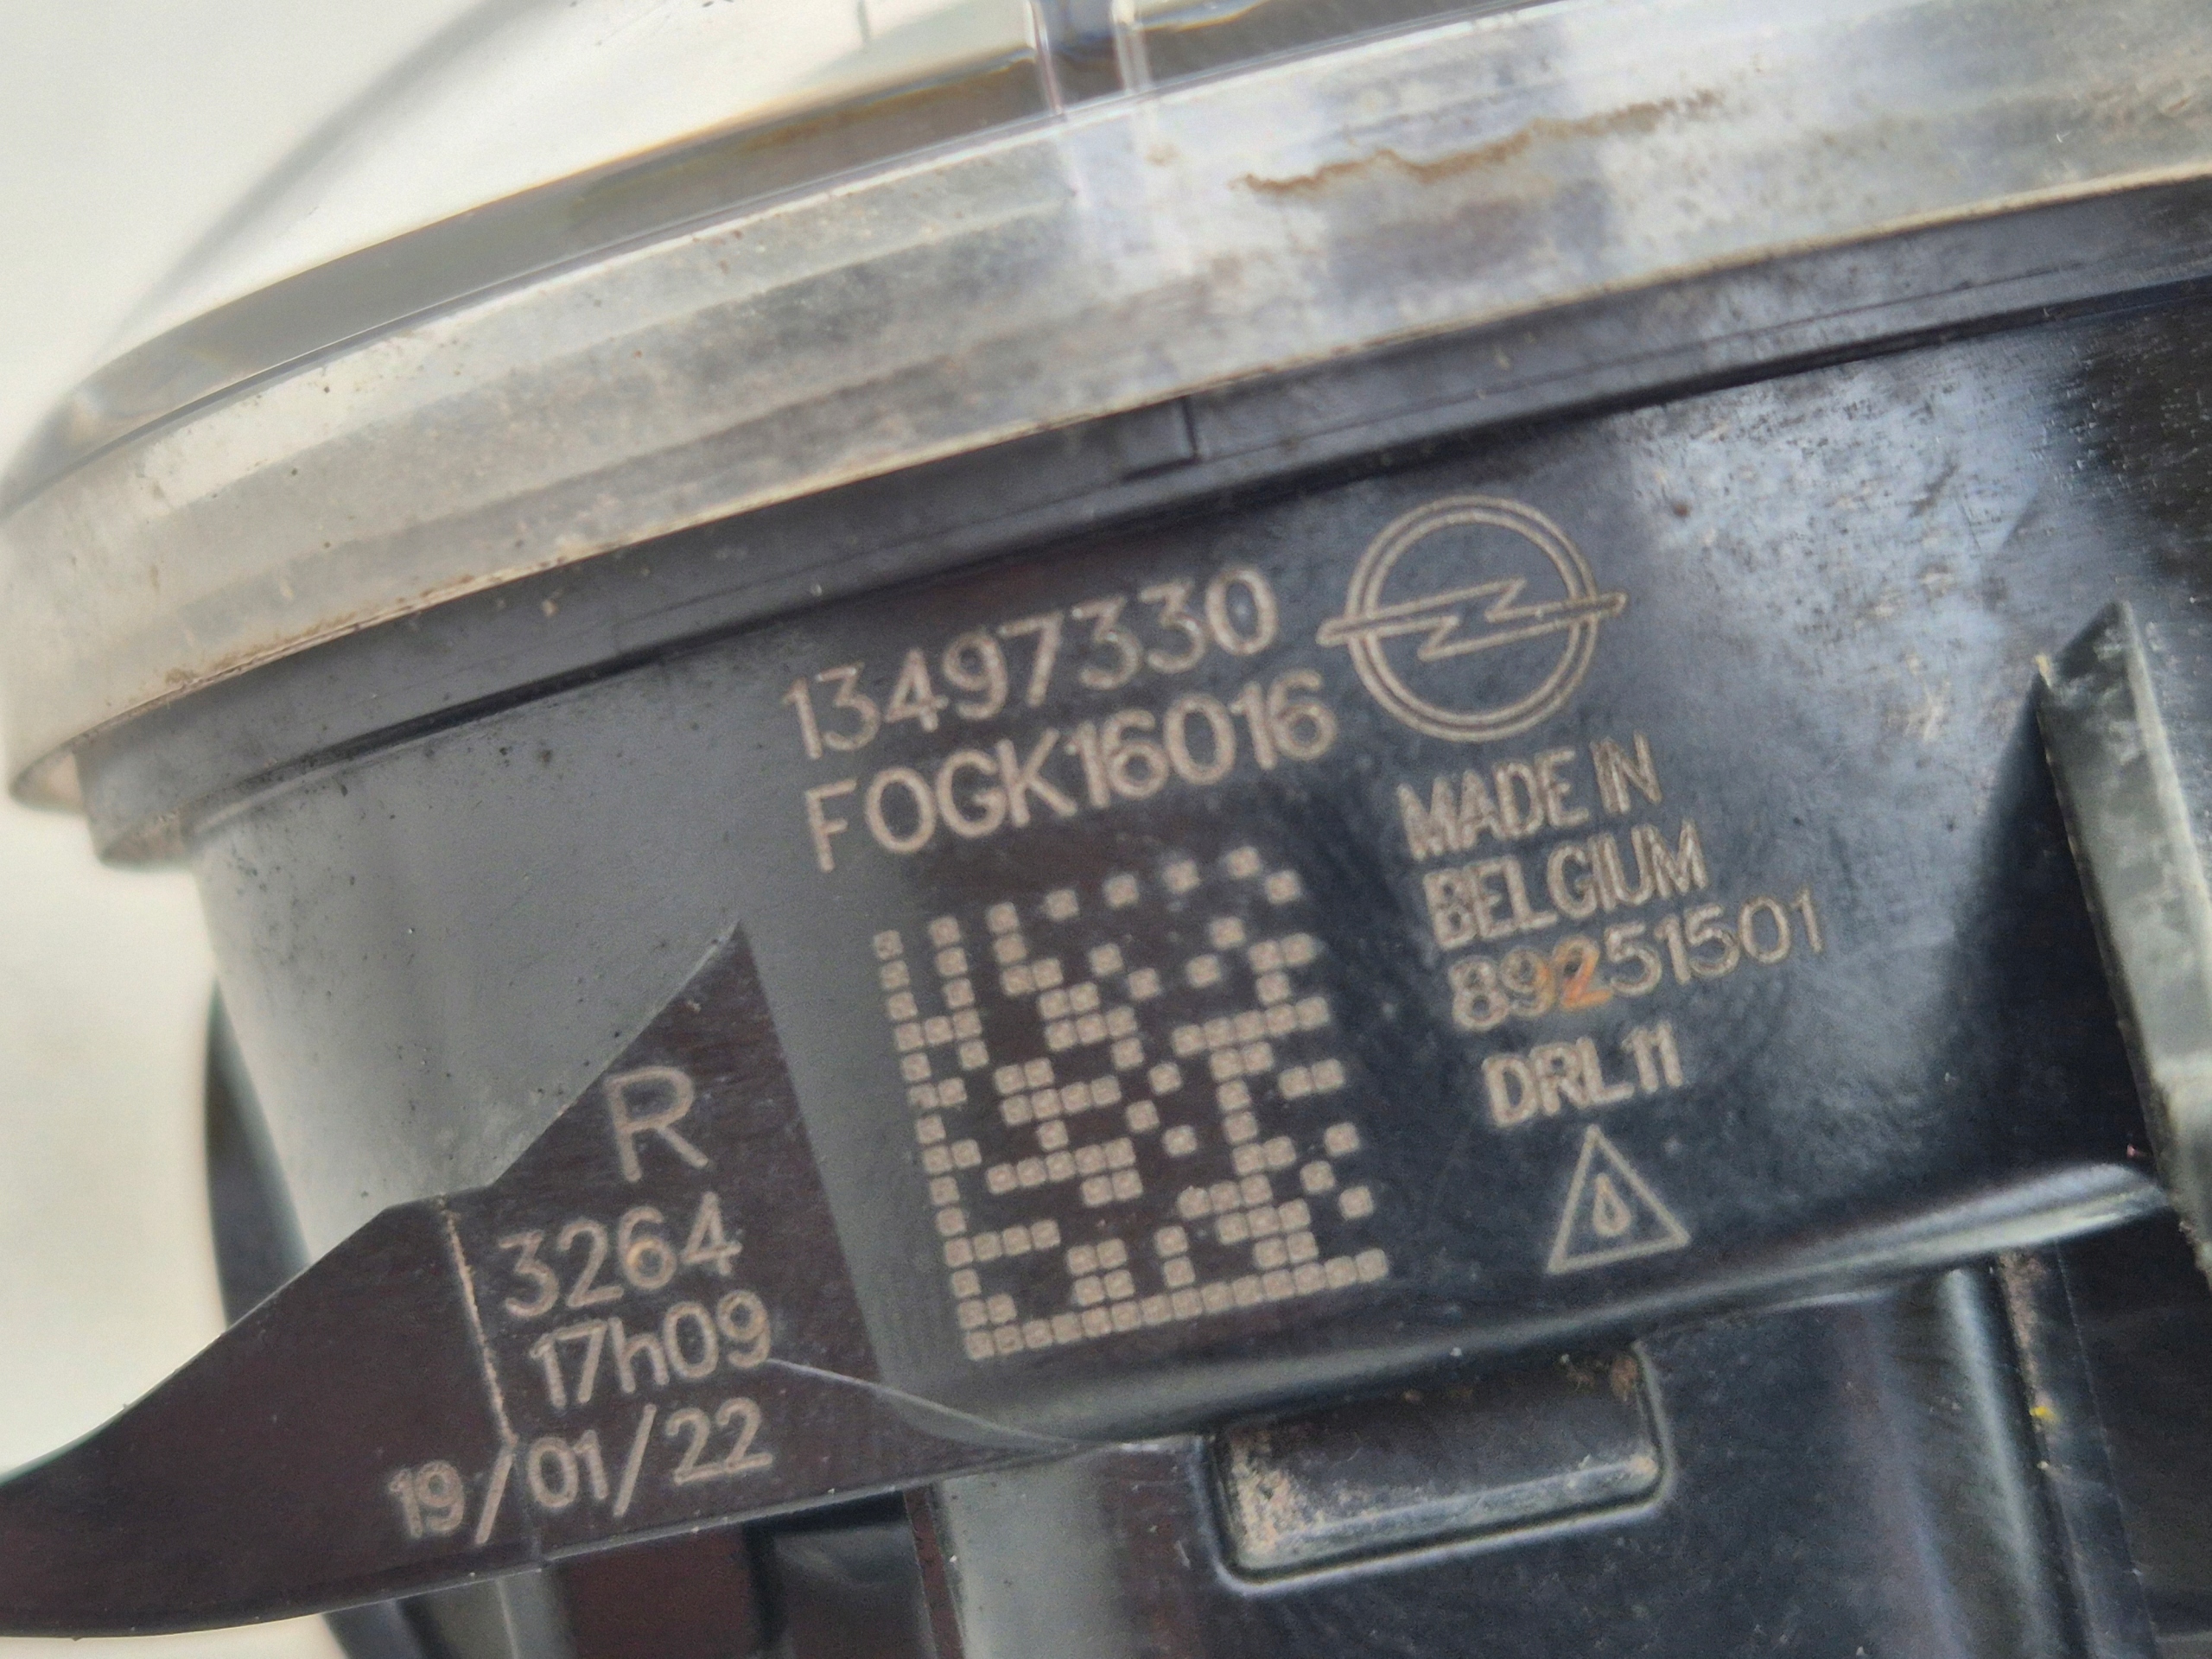 13497330
FOGK16016
MADE IN
BELGIUM
89251501
DRL11
R
3264
17h09
19/01/22